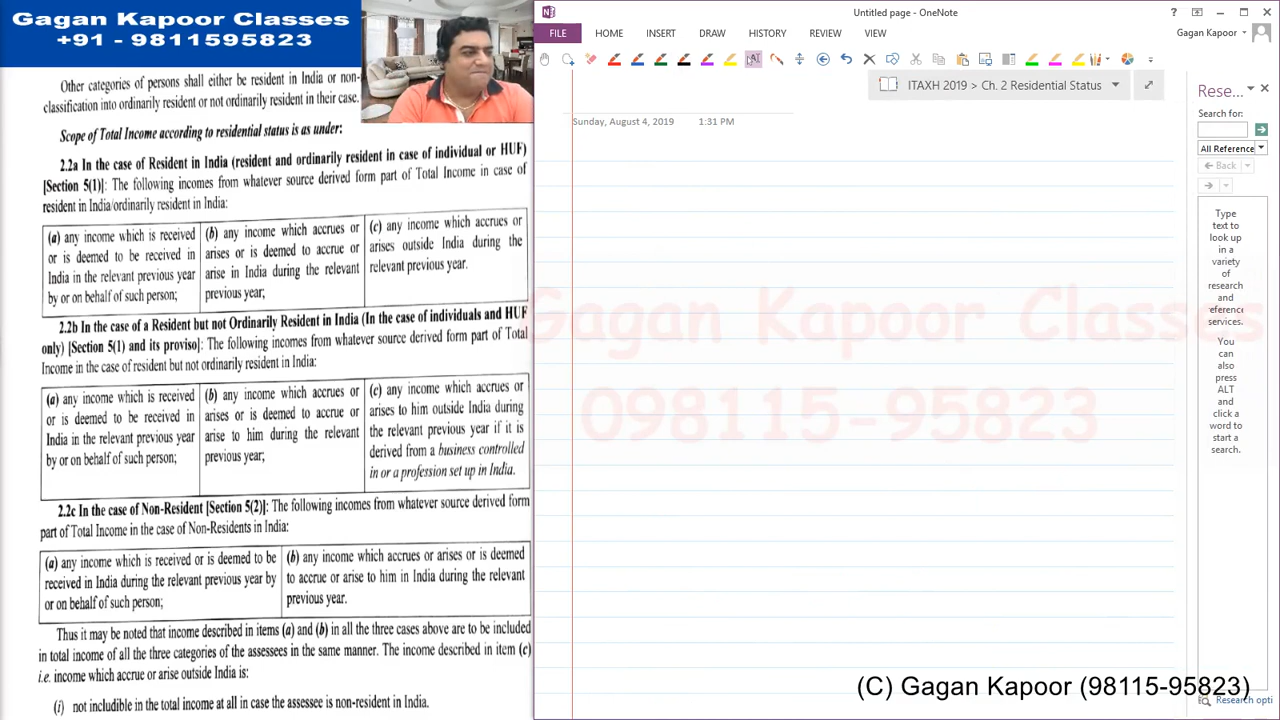 Gagan Kapoor Classes
+91 - 9811595823
Other categories of persons shall either be resident in India or non-
classification into ordinarily resident or not ordinarily resident in their case.
Scope of Total Income according to residential status is as under:
2.2a In the case of Resident in India (resident and ordinarily resident in case of individual or HUF)
[Section 5(1)]: The following incomes from whatever source derived form part of Total Income in case of
resident in India/ordinarily resident in India:
(a) any income which is received
or is deemed to be received in
India in the relevant previous year
by or on behalf of such person;
(b) any income which accrues or
arises or is deemed to accrue or
arise in India during the relevant
previous year;
(c) any income which accrues or
arises outside India during the
relevant previous year.
2.2b In the case of a Resident but not Ordinarily Resident in India (In the case of individuals and HUF
only) [Section 5(1) and its proviso]: The following incomes from whatever source derived form part of Total
Income in the case of resident but not ordinarily resident in India:
(a) any income which is received
or is deemed to be received in
India in the relevant previous year
by or on behalf of such person;
(b) any income which accrues or
arises or is deemed to accrue or
arise to him during the relevant
previous year;
(c) any income which accrues or
arises to him outside India during
the relevant previous year if it is
derived from a business controlled
in or a profession set up in India.
2.2c In the case of Non-Resident [Section 5(2)]: The following incomes from whatever source derived form
part of Total Income in the case of Non-Residents in India:
(a) any income which is received or is deemed to be
received in India during the relevant previous year by
or on behalf of such person;
(b) any income which accrues or arises or is deemed
to accrue or arise to him in India during the relevant
previous year.
Thus it may be noted that income described in items (a) and (b) in all the three cases above are to be included
in total income of all the three categories of the assessees in the same manner. The income described in item (c)
i.e. income which accrue or arise outside India is:
(i) not includible in the total income at all in case the assessee is non-resident in India.
Untitled page - OneNote
FILE HOME INSERT DRAW HISTORY REVIEW VIEW
Gagan Kapoor
ITAXH 2019 > Ch. 2 Residential Status
Sunday, August 4, 2019 1:31 PM
Gagan Kapoor Classes
09811595823
Rese...
Search for:
All Reference
Back
Type
text to
look up
in a
variety
of
research
and
reference
services.
You
can
also
press
ALT
and
click a
word to
start a
search.
Research opti
(C) Gagan Kapoor (98115-95823)